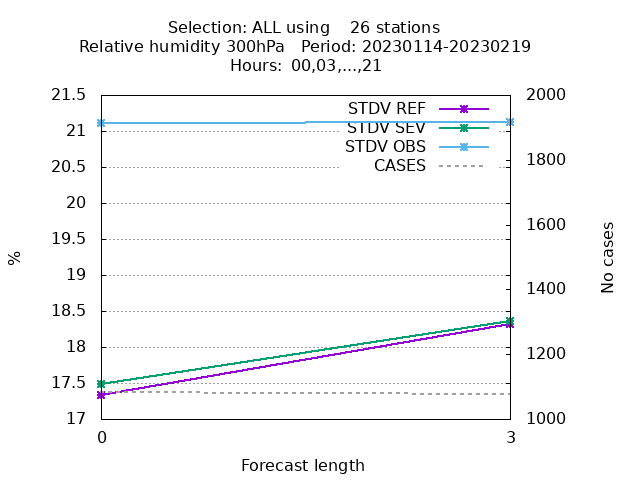 Selection: ALL using 26 stations
Relative humidity 300hPa Period: 20230114-20230219
Hours: 00,03,...,21
21.5
21
20.5
20
19.5
19
18.5
18
17.5
17
2000
1800
1600
1400
1200
1000
STDV REF
STDV SEV
STDV OBS
CASES
%
No cases
0
3
Forecast length